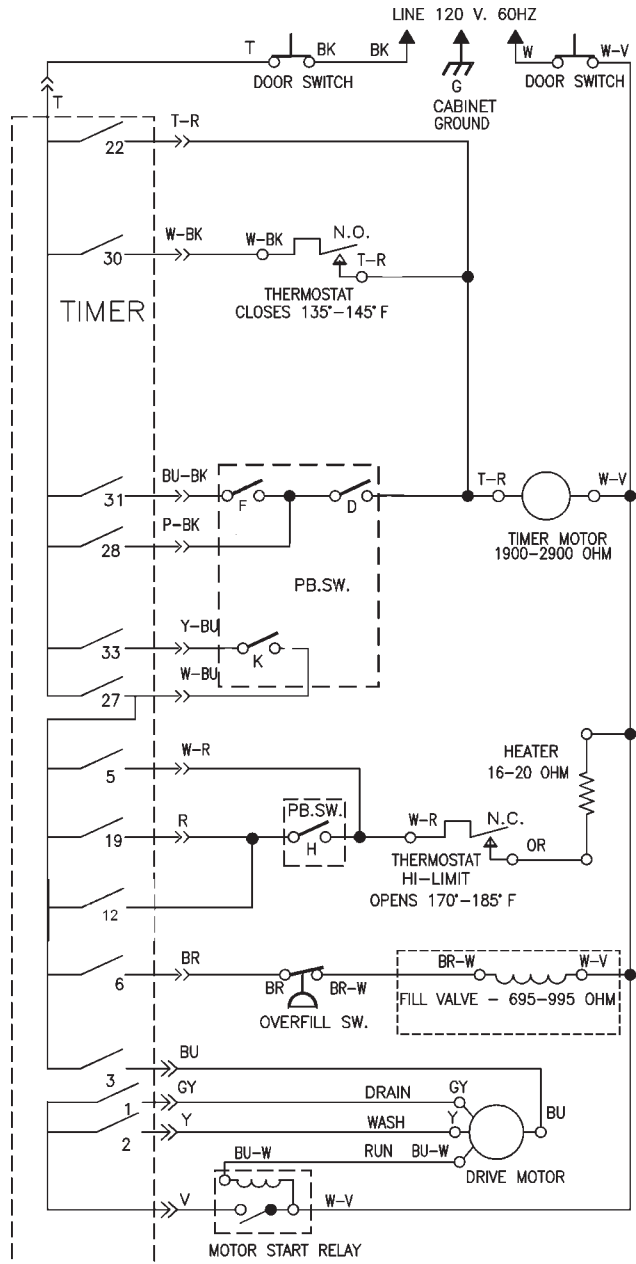 LINE 120 V. 60HZ
T BK BK W W-V
DOOR SWITCH
DOOR SWITCH
G
CABINET
GROUND
T
T-R
22
W-BK W-BK N.O.
30 T-R
THERMOSTAT
CLOSES 135°-145°F
TIMER
BU-BK
31 F D
T-R W-V
P-BK
28
TIMER MOTOR
1900-2900 OHM
PB.SW.
Y-BU
33 K
W-BU
27
HEATER
16-20 OHM
W-R
5
PB.SW.
R W-R N.C.
19 H
OR
THERMOSTAT
HI-LIMIT
OPENS 170°-185°F
12
BR BR-W W-V
6 BR BR-W
FILL VALVE - 695-995 OHM
OVERFILL SW.
BU
3
GY DRAIN GY
1
Y WASH Y BU
2
BU-W RUN BU-W
DRIVE MOTOR
V W-V
MOTOR START RELAY